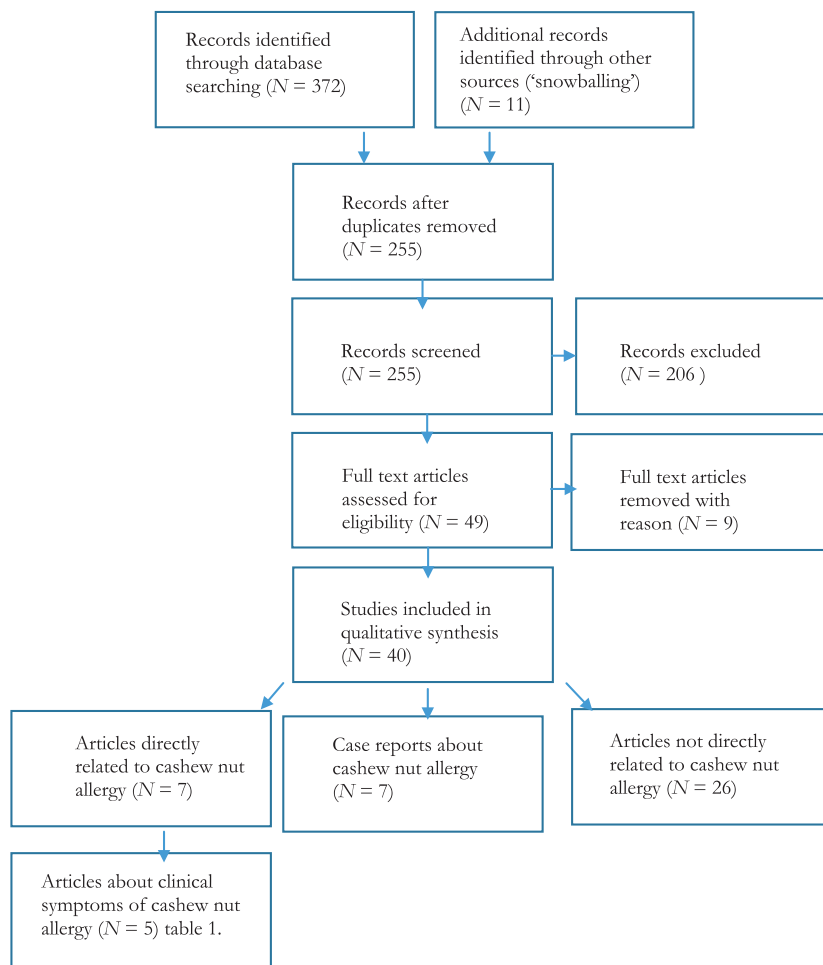 Records identified
through database
searching (N = 372)
Additional records
identified through other
sources (‘snowballing’)
(N = 11)
Records after
duplicates removed
(N = 255)
Records screened
(N = 255)
Records excluded
(N = 206 )
Full text articles
assessed for
eligibility (N = 49)
Full text articles
removed with
reason (N = 9)
Studies included in
qualitative synthesis
(N = 40)
Articles directly
related to cashew nut
allergy (N = 7)
Case reports about
cashew nut allergy
(N = 7)
Articles not directly
related to cashew nut
allergy (N = 26)
Articles about clinical
symptoms of cashew nut
allergy (N = 5) table 1.